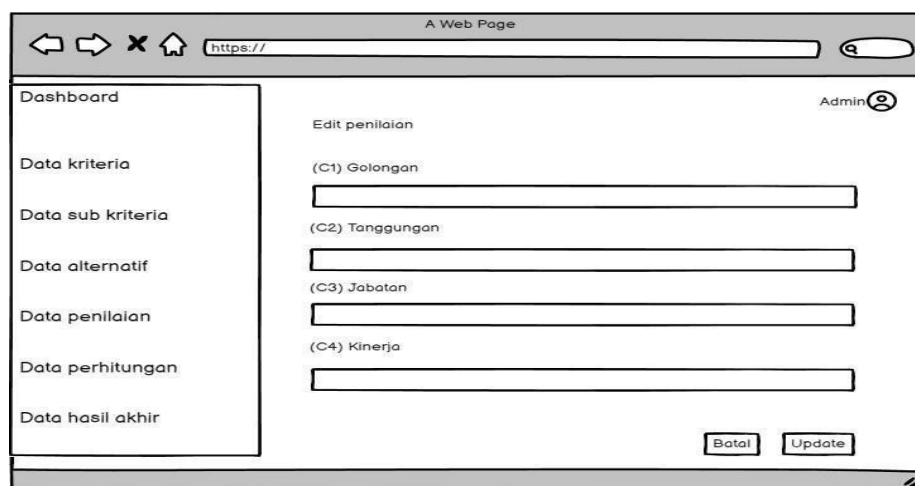 A Web Page
https://
Dashboard
Admin
Edit penilaian
Data kriteria
(C1) Golongan
Data sub kriteria
(C2) Tanggungan
Data alternatif
(C3) Jabatan
Data penilaian
(C4) Kinerja
Data perhitungan
Data hasil akhir
Batal
Update